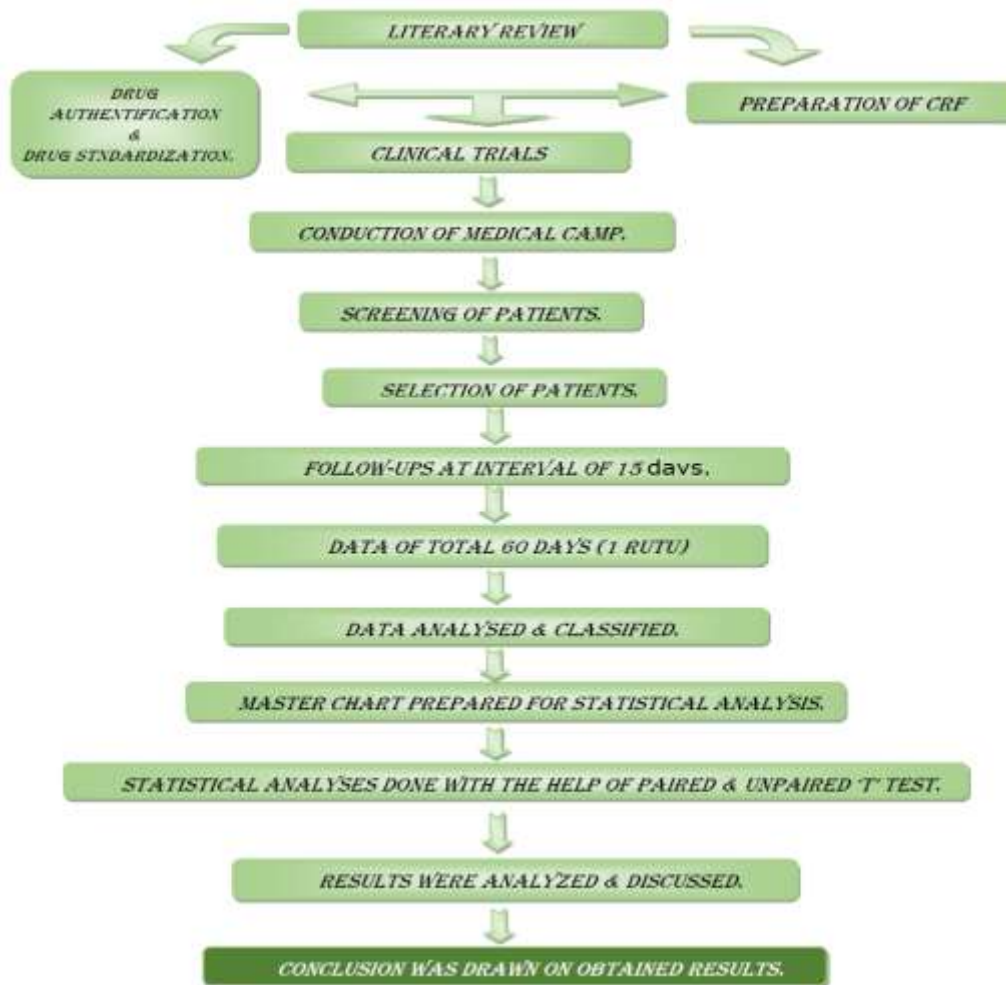 LITERARY REVIEW
DRUG
AUTHENTIFICATION
&
DRUG STNDARDIZATION.
PREPARATION OF CRF
CLINICAL TRIALS
CONDUCTION OF MEDICAL CAMP.
SCREENING OF PATIENTS.
SELECTION OF PATIENTS.
FOLLOW-UPS AT INTERVAL OF 15 days.
DATA OF TOTAL 60 DAYS (1 RUTU)
DATA ANALYSED & CLASSIFIED.
MASTER CHART PREPARED FOR STATISTICAL ANALYSIS.
STATISTICAL ANALYSES DONE WITH THE HELP OF PAIRED & UNPAIRED 'T' TEST.
RESULTS WERE ANALYZED & DISCUSSED.
CONCLUSION WAS DRAWN ON OBTAINED RESULTS.